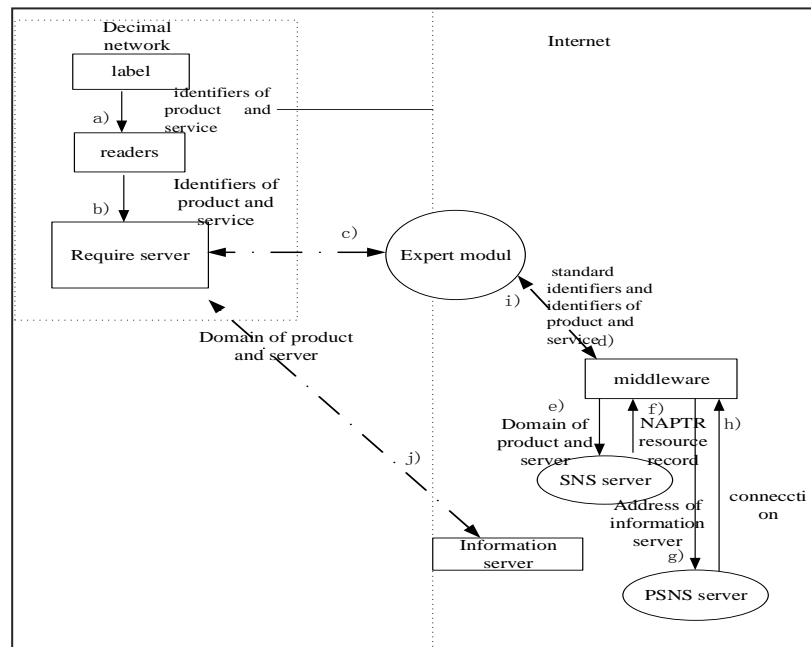 Decimal
network
Internet
label
identifiers of
product and
service
a)
readers
Identifiers of
product and
service
b)
Require server
c)
Expert modul
standard
identifiers and
identifiers of
product and
service
i)
d)
Domain of product
and server
middleware
e)
f)
h)
Domain of
product and
server
NAPTR
resource
record
SNS server
j)
conneccti
on
Address of
information
server
g)
Information
server
PSNS server